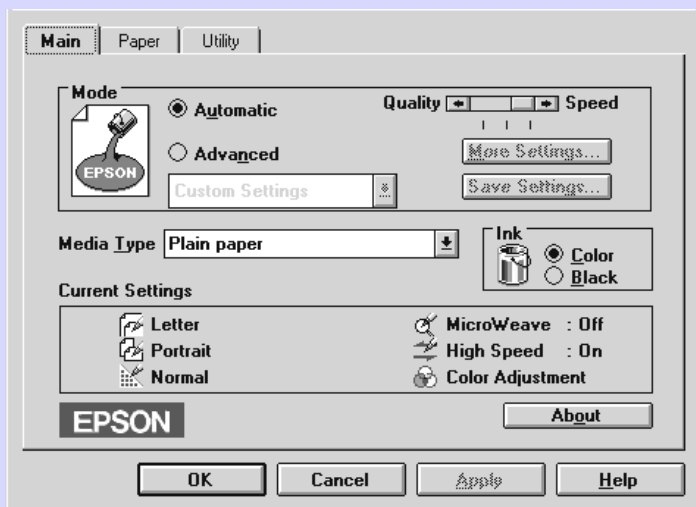 Main Paper Utility
Mode
Automatic
Quality Speed
EPSON
Advanced
More Settings...
Custom Settings
Save Settings...
Media Type Plain paper
Ink
Color
Black
Current Settings
Letter MicroWeave : Off
Portrait High Speed : On
Normal Color Adjustment
EPSON
About
OK Cancel Apply Help